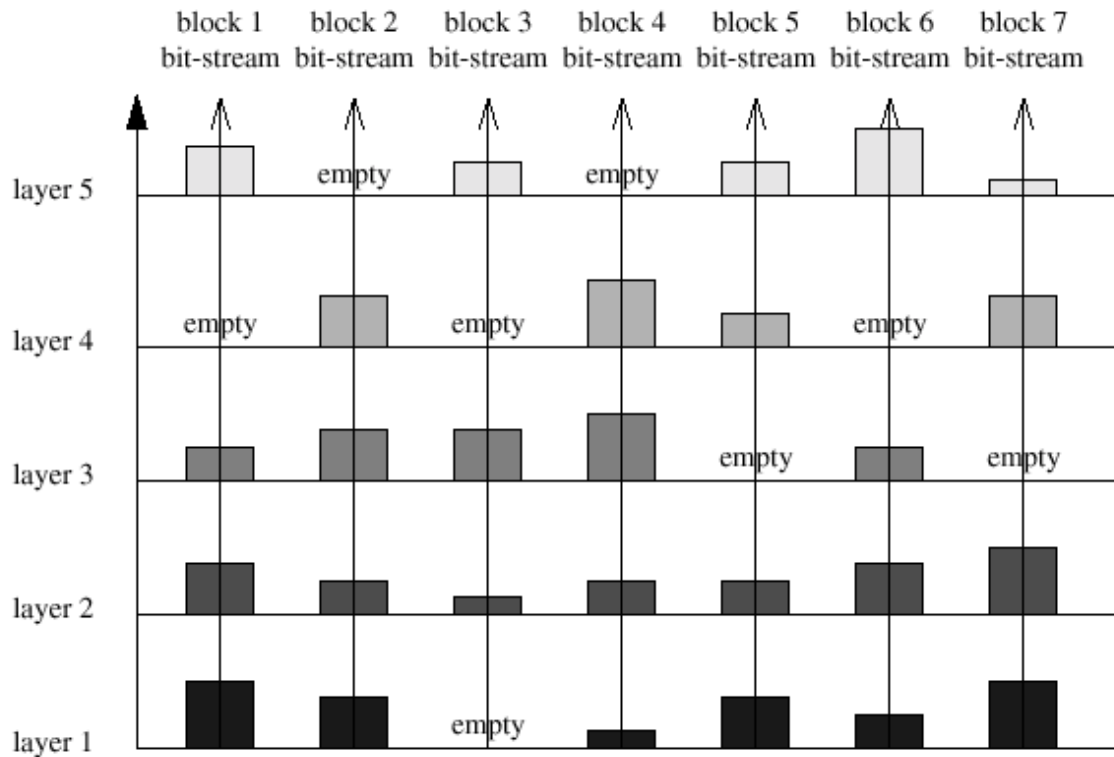 block 1 block 2 block 3 block 4 block 5 block 6 block 7
bit-stream bit-stream bit-stream bit-stream bit-stream bit-stream bit-stream
layer 5 empty empty
layer 4 empty empty empty
layer 3 empty empty
layer 2
layer 1 empty